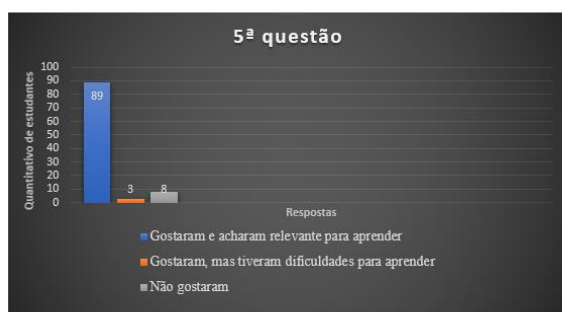 5ª questão
Quantitativo de estudantes
100
90
80
70
60
50
40
30
20
10
0
89
3
8
Respostas
Gostaram e acharam relevante para aprender
Gostaram, mas tiveram dificuldades para aprender
Não gostaram